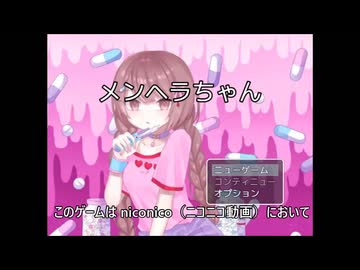 メンヘラちゃん
ニューゲーム
コンティニュー
オプション
このゲームは niconico（ニコニコ動画）において